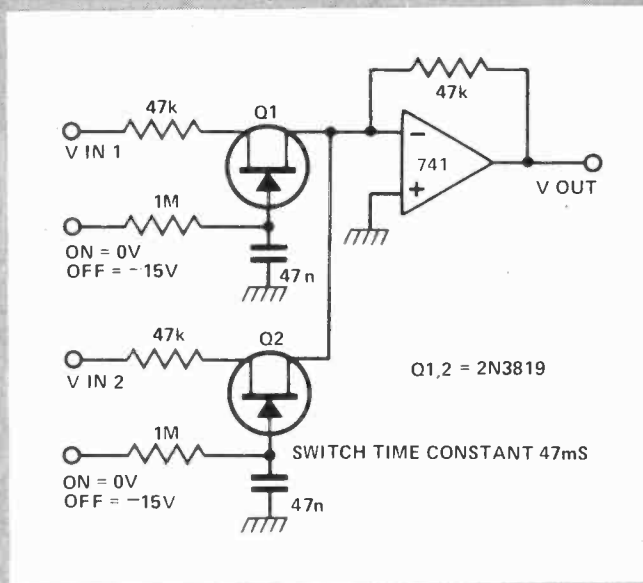 47k
Q1
47k
V IN 1
−
741
+
V OUT
1M
ON = 0V
OFF = −15V
47n
47k
Q2
V IN 2
Q1,2 = 2N3819
1M
SWITCH TIME CONSTANT 47mS
ON = 0V
OFF = −15V
47n